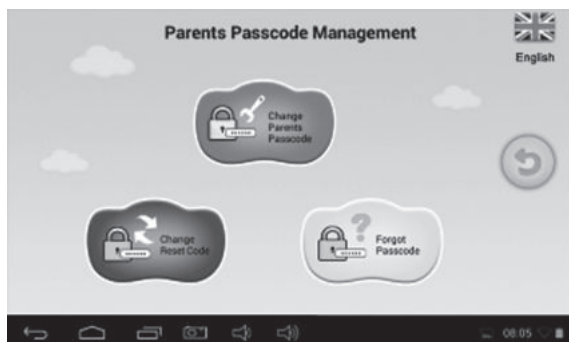 Parents Passcode Management
English
Change
Parents
Passcode
Change
Reset Code
Forgot
Passcode
08:05